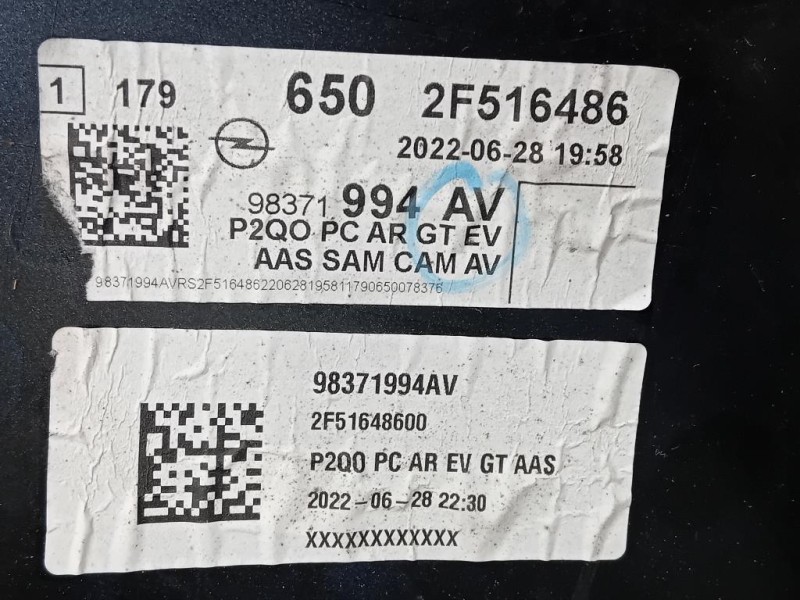 1 179 650 2F516486
2022-06-28 19:58
98371 994 AV
P2QO PC AR GT EV
AAS SAM CAM AV
98371994AVRS2F516486220628195811790650078376
98371994AV
2F51648600
P2QO PC AR EV GT AAS
2022-06-28 22:30
XXXXXXXXXXXX